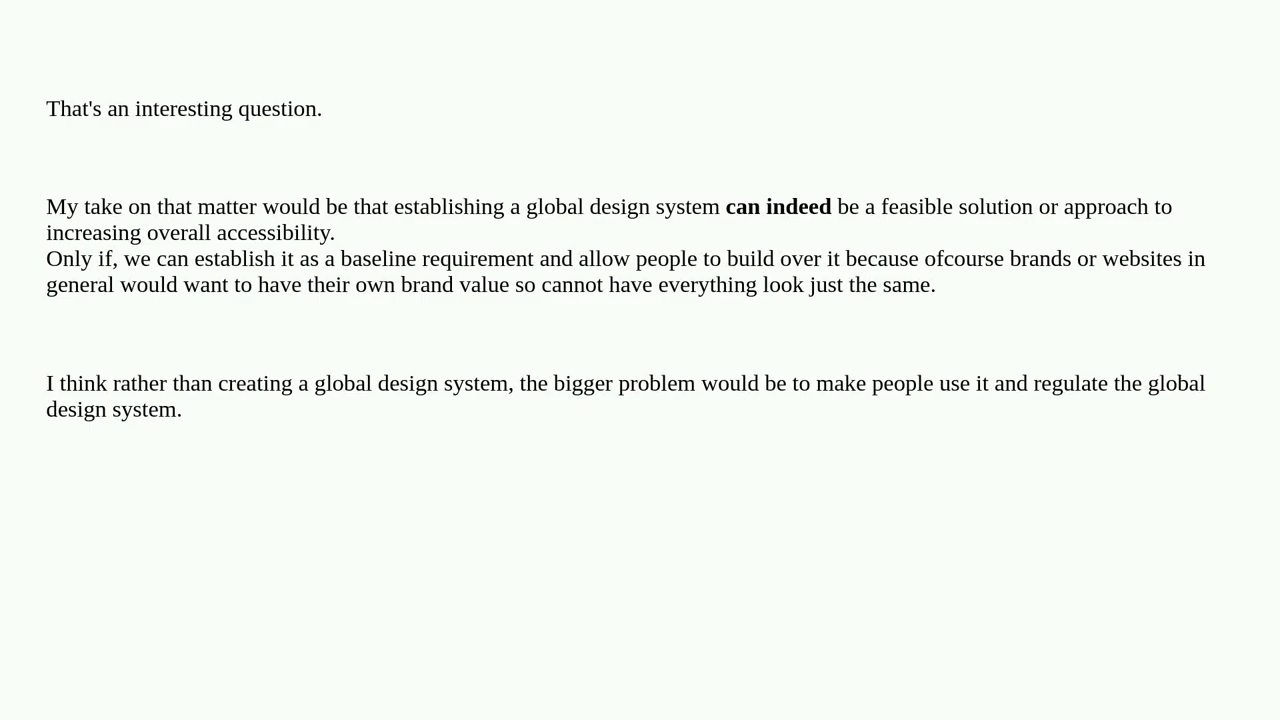 That's an interesting question.
My take on that matter would be that establishing a global design system can indeed be a feasible solution or approach to
increasing overall accessibility.
Only if, we can establish it as a baseline requirement and allow people to build over it because ofcourse brands or websites in
general would want to have their own brand value so cannot have everything look just the same.
I think rather than creating a global design system, the bigger problem would be to make people use it and regulate the global
design system.